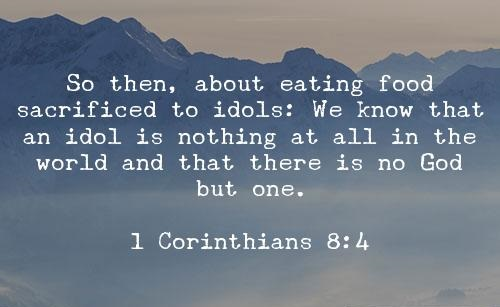 So then, about eating food
sacrificed to idols: We know that
an idol is nothing at all in the
world and that there is no God
but one.
1 Corinthians 8:4